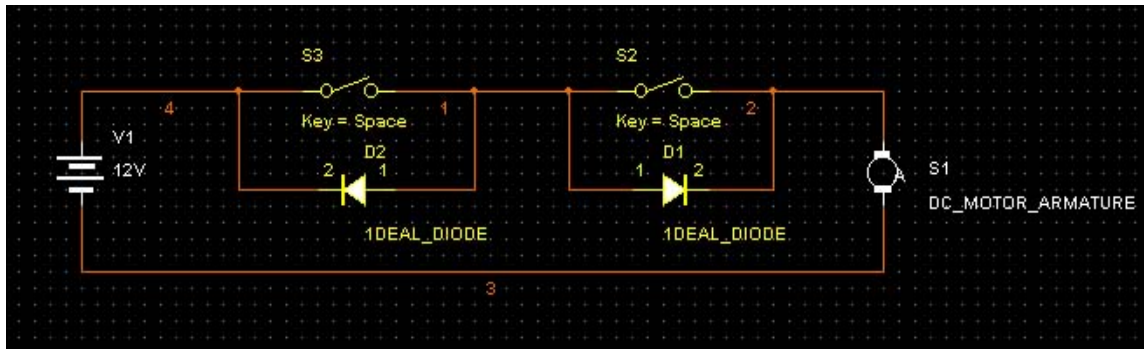 S3
S2
4
1
2
Key = Space
Key = Space
V1
12V
D2
D1
2
1
1
2
S1
A
DC_MOTOR_ARMATURE
1DEAL_DIODE
1DEAL_DIODE
3